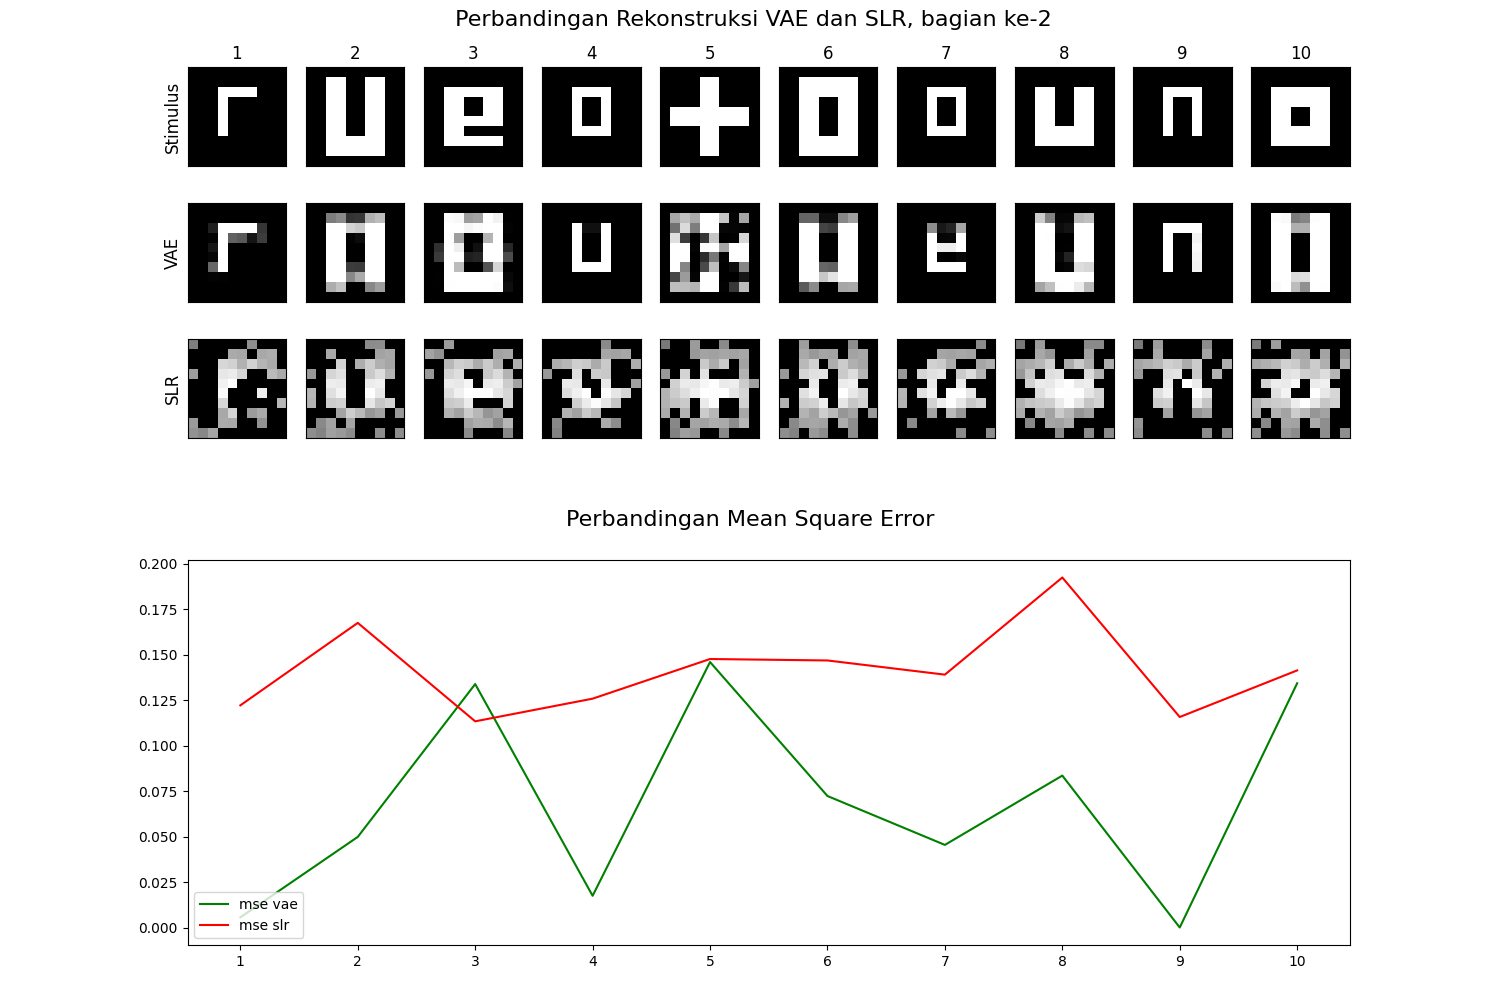 Perbandingan Rekonstruksi VAE dan SLR, bagian ke-2
1 2 3 4 5 6 7 8 9 10
Stimulus
r u e o + o o u n o
VAE
SLR
Perbandingan Mean Square Error
0.200
0.175
0.150
0.125
0.100
0.075
0.050
0.025
0.000
mse vae
mse slr
1 2 3 4 5 6 7 8 9 10